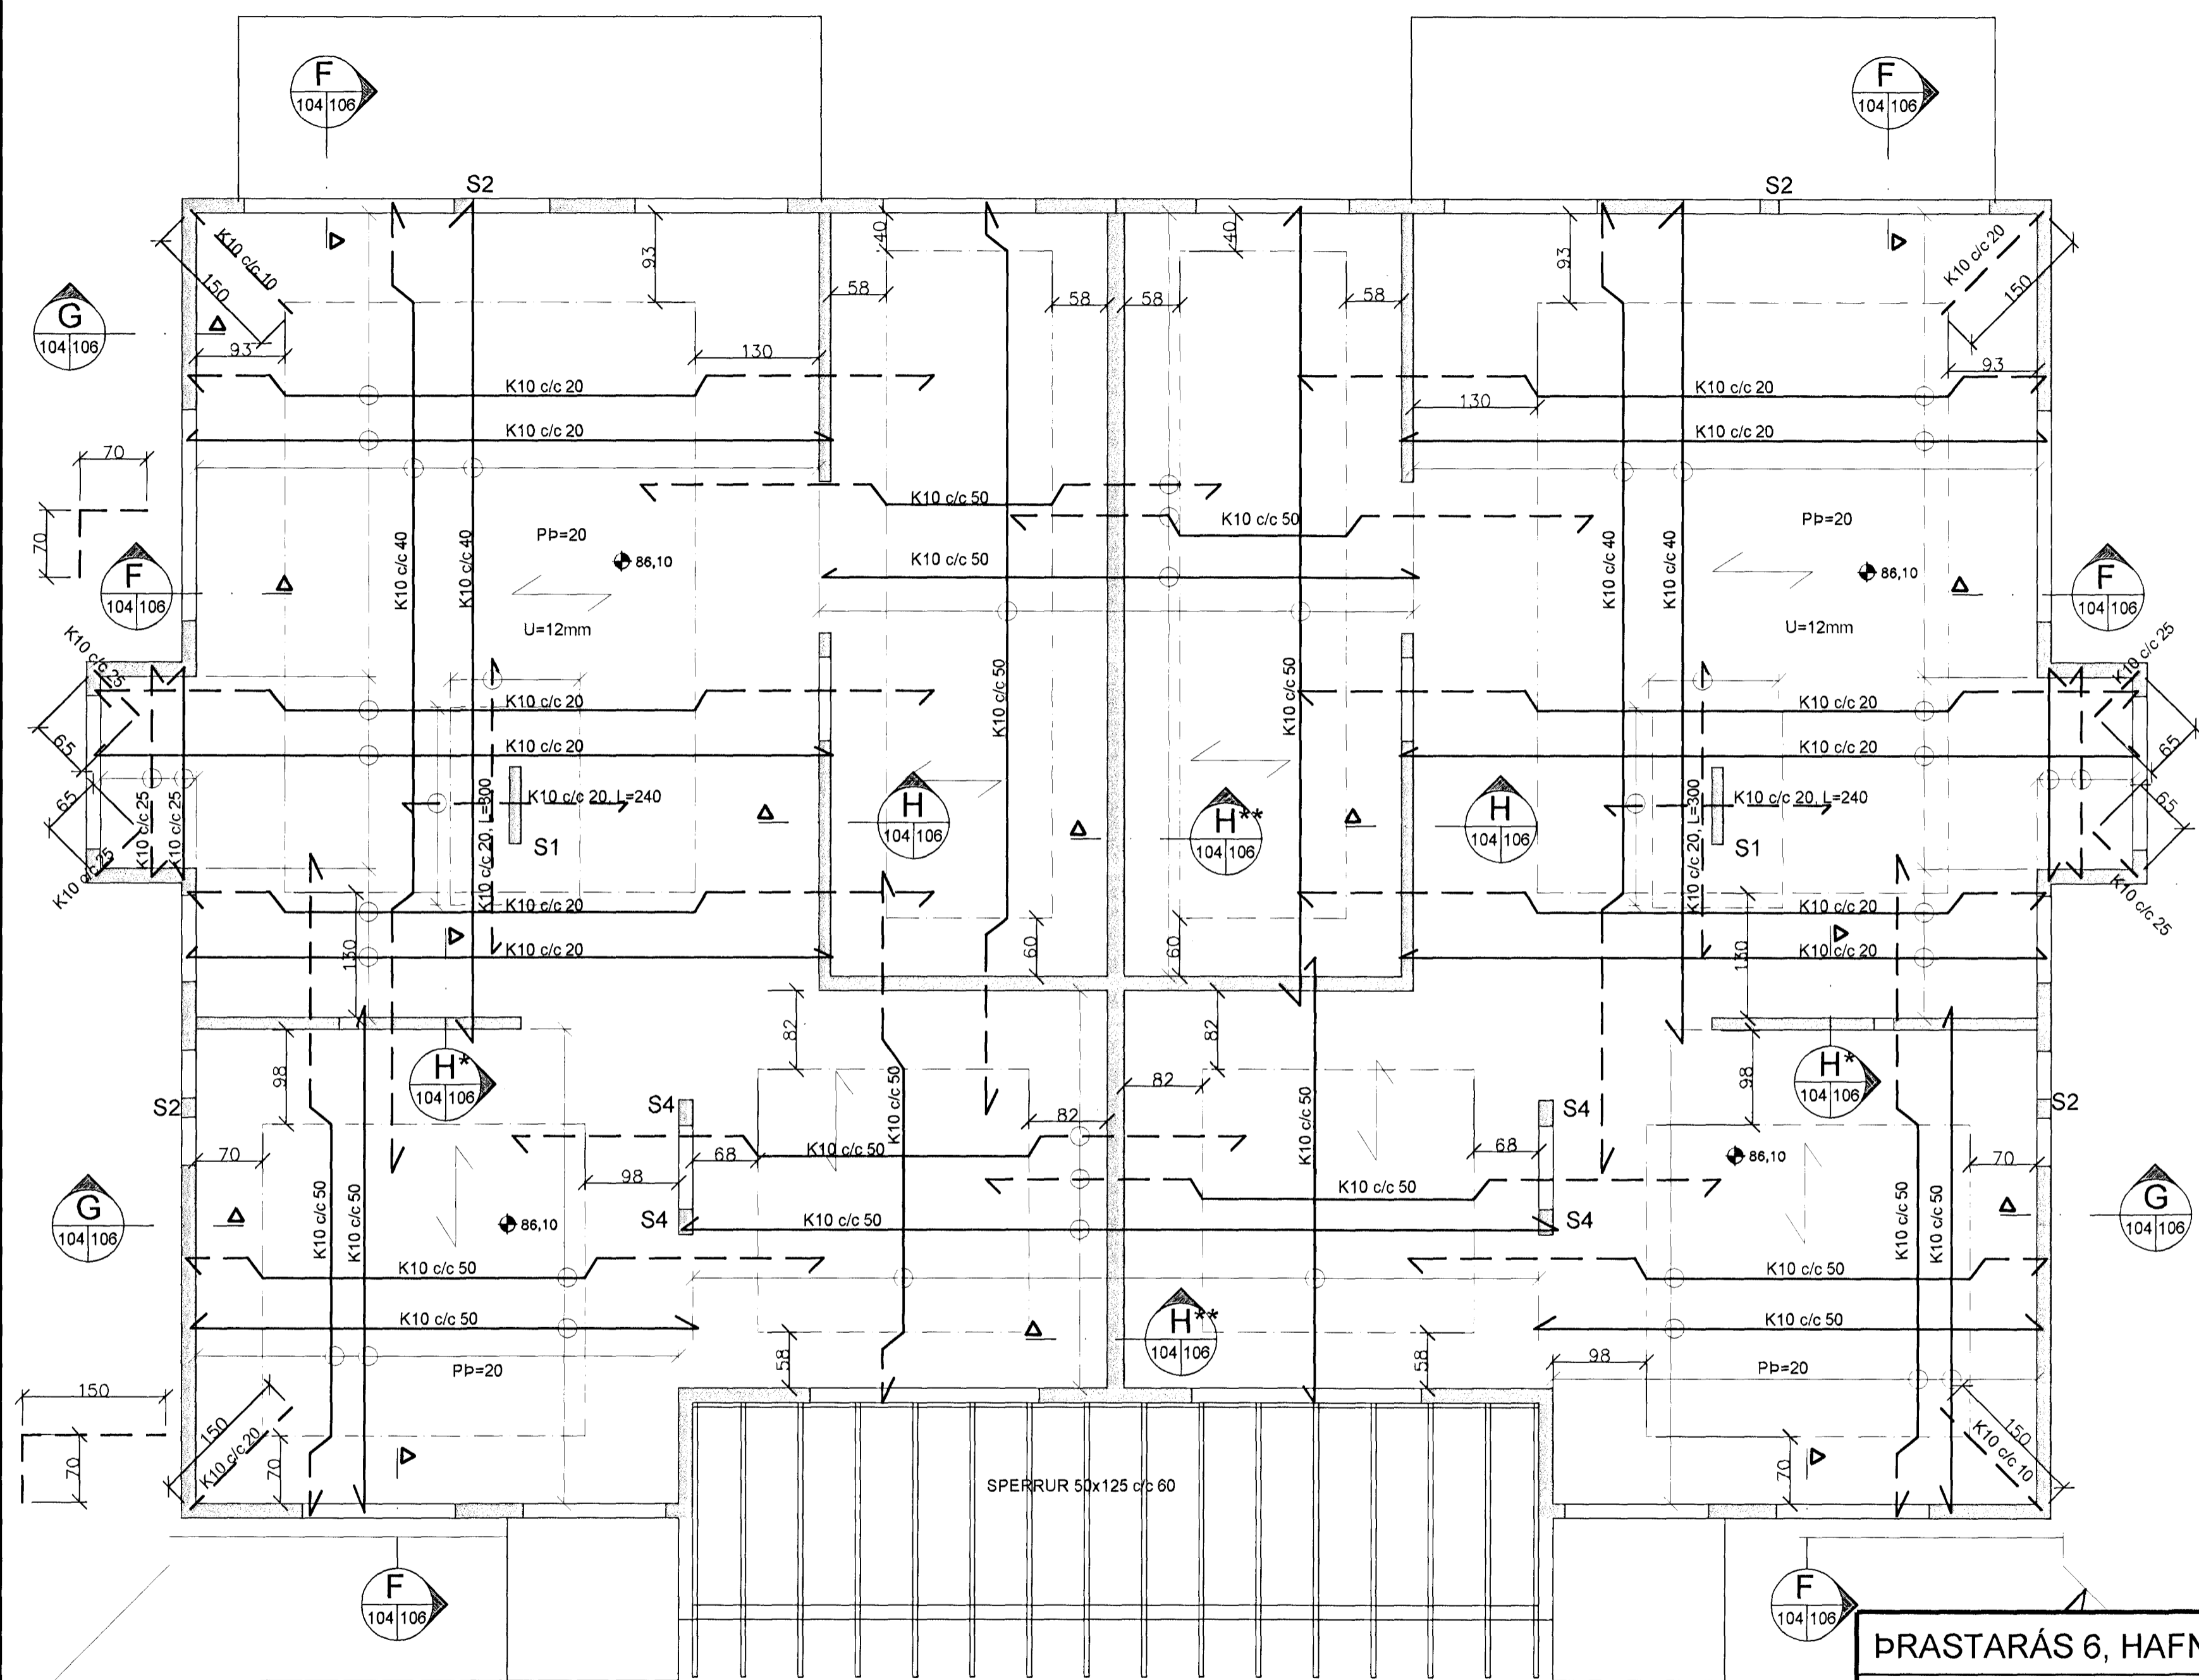 F
104 106
F
104 106
S2
S2
K10 c/c 10
150
93
40
40
93
K10 c/c 20
150
G
104 106
58
58
58
58
93
130
93
K10 c/c 20
K10 c/c 20
130
K10 c/c 20
K10 c/c 20
70
70
K10 c/c 50
K10 c/c 50
PÞ=20
PÞ=20
K10 c/c 40
K10 c/c 40
86,10
K10 c/c 50
K10 c/c 40
K10 c/c 40
86,10
F
104 106
F
104 106
U=12mm
U=12mm
K10 c/c 25
K10 c/c 25
K10 c/c 20
K10 c/c 50
K10 c/c 50
K10 c/c 20
65
K10 c/c 20
K10 c/c 20
65
65
K10 c/c 25
K10 c/c 25
K10 c/c 20, L=300
K10 c/c 20, L=240
S1
H
104 106
H**
104 106
H
104 106
K10 c/c 20, L=300
K10 c/c 20, L=240
S1
65
K10 c/c 25
K10 c/c 25
K10 c/c 20
K10 c/c 20
130
K10 c/c 20
60
60
130
K10 c/c 20
82
82
98
H*
104 106
98
H*
104 106
S2
S4
82
82
K10 c/c 50
K10 c/c 50
S4
S2
70
98
68
K10 c/c 50
68
86,10
70
G
104 106
K10 c/c 50
K10 c/c 50
86,10
S4
K10 c/c 50
K10 c/c 50
S4
K10 c/c 50
K10 c/c 50
G
104 106
K10 c/c 50
K10 c/c 50
K10 c/c 50
H**
104 106
K10 c/c 50
PÞ=20
58
58
98
PÞ=20
150
70
150
K10 c/c 20
70
70
150
K10 c/c 10
SPERRUR 50x125 c/c 60
F
104 106
F
104 106
ÞRASTARÁS 6, HAFN